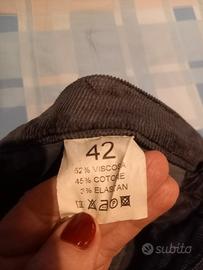 42
52% VISCOSA
45% COTONE
3% ELASTAN
subito